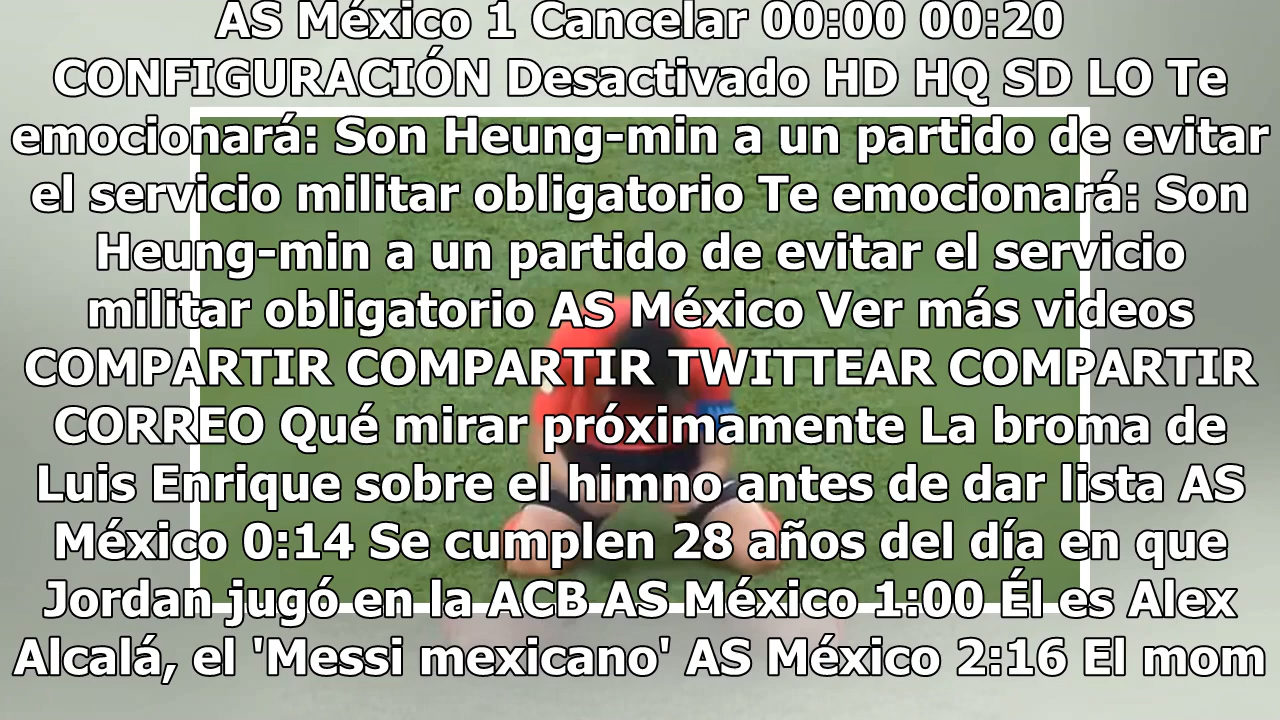 AS México 1 Cancelar 00:00 00:20
CONFIGURACIÓN Desactivado HD HQ SD LO Te
emocionará: Son Heung-min a un partido de evitar
el servicio militar obligatorio Te emocionará: Son
Heung-min a un partido de evitar el servicio
militar obligatorio AS México Ver más videos
COMPARTIR COMPARTIR TWITTEAR COMPARTIR
CORREO Qué mirar próximamente La broma de
Luis Enrique sobre el himno antes de dar lista AS
México 0:14 Se cumplen 28 años del día en que
Jordan jugó en la ACB AS México 1:00 Él es Alex
Alcalá, el 'Messi mexicano' AS México 2:16 El mom